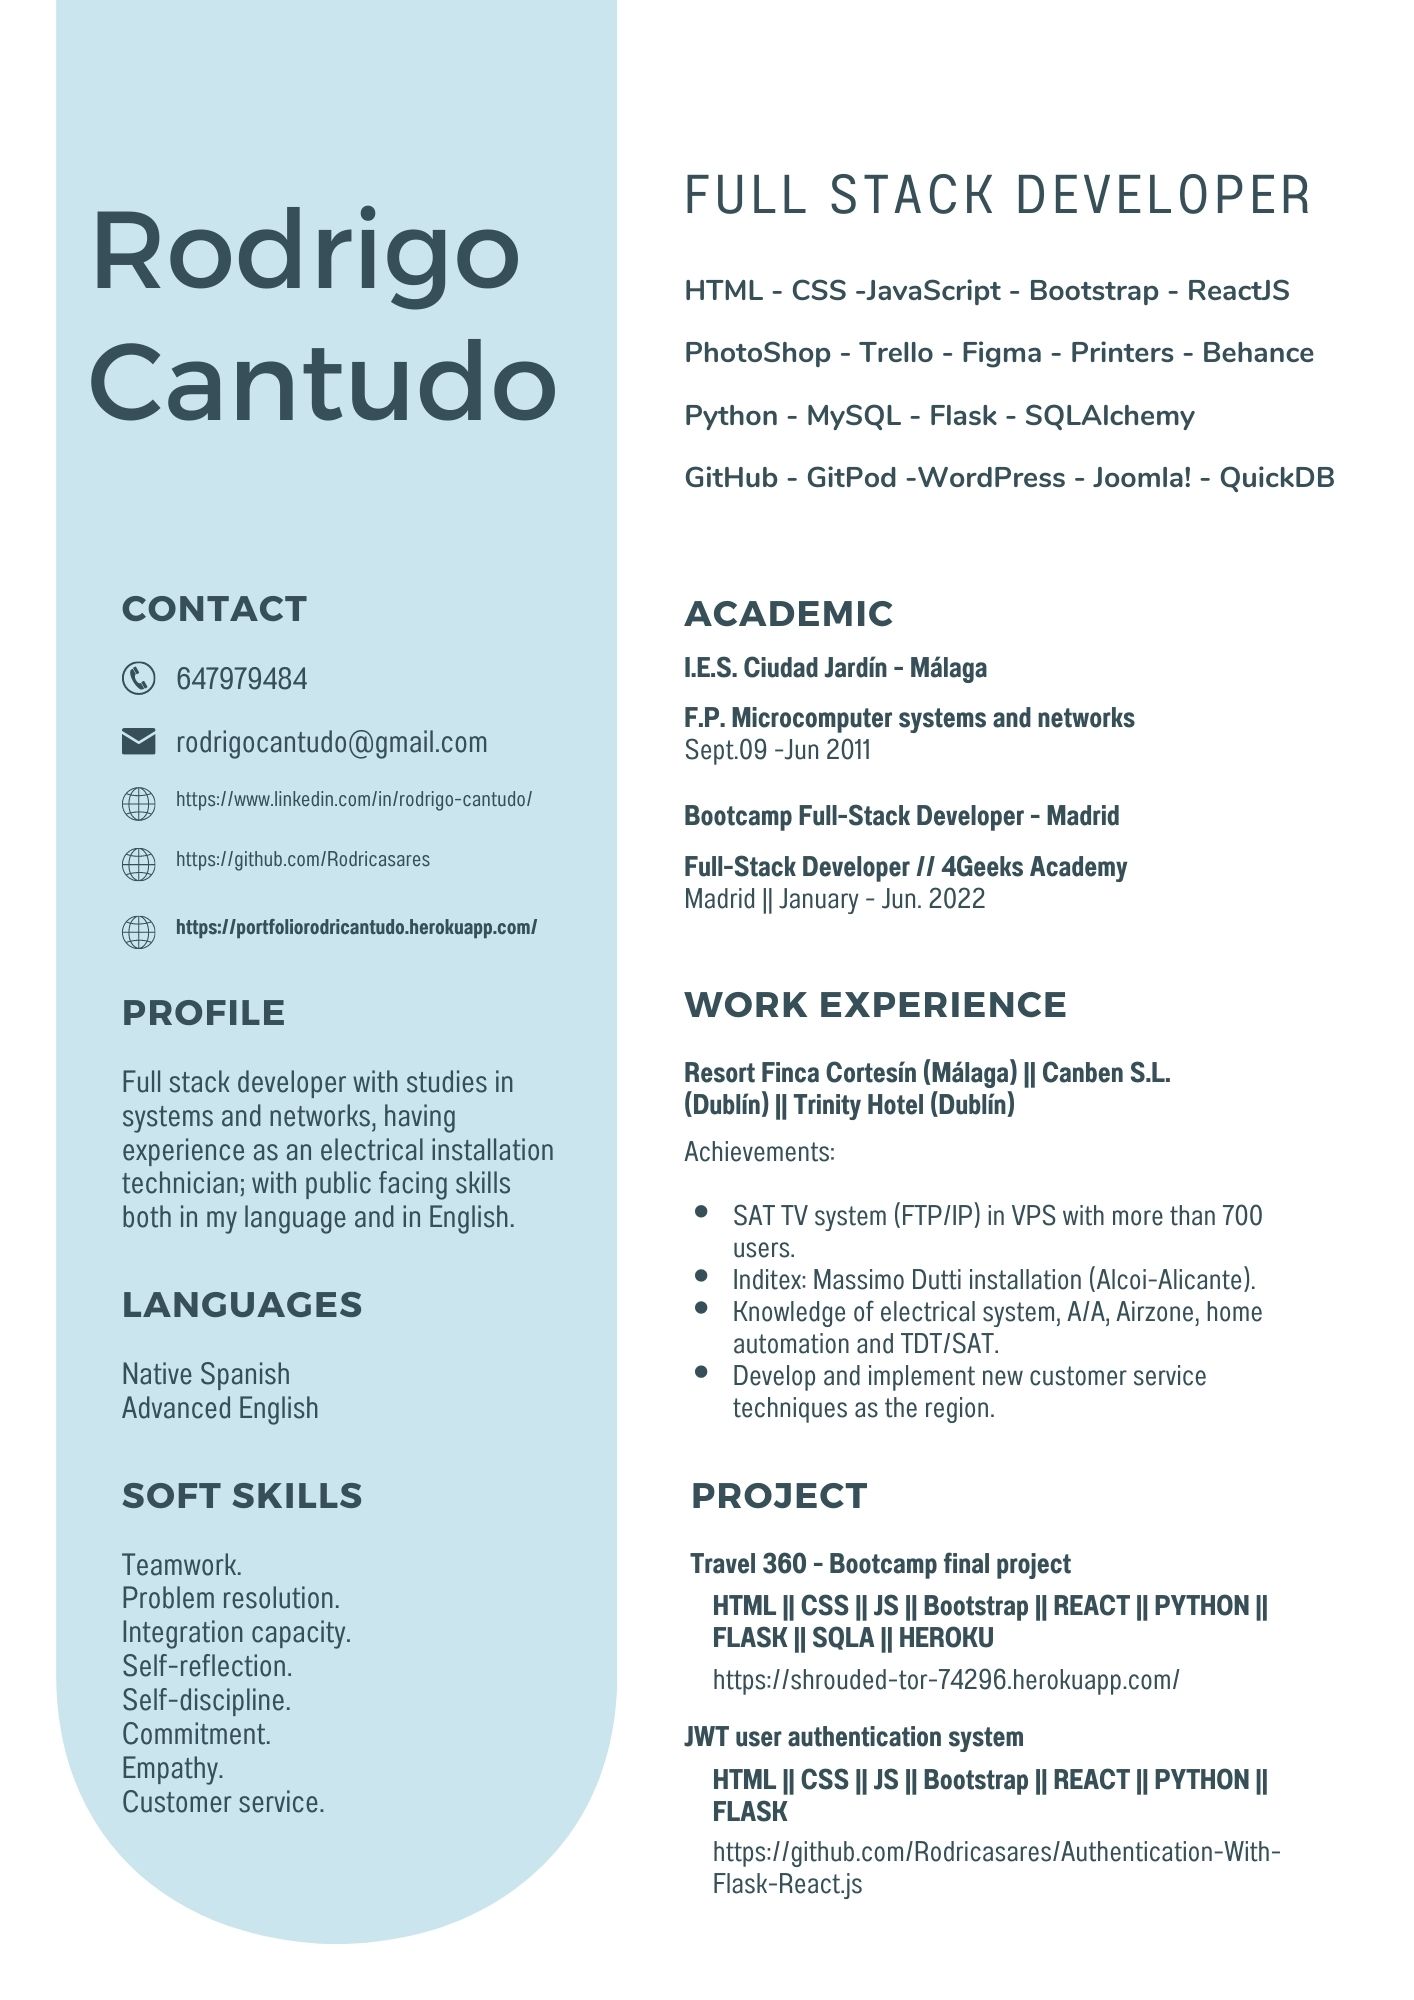 Rodrigo
Cantudo
CONTACT
647979484
rodrigocantudo@gmail.com
https://www.linkedin.com/in/rodrigo-cantudo/
https://github.com/Rodricasares
https://portfoliorodricantudo.herokuapp.com/
PROFILE
Full stack developer with studies in
systems and networks, having
experience as an electrical installation
technician; with public facing skills
both in my language and in English.
LANGUAGES
Native Spanish
Advanced English
SOFT SKILLS
Teamwork.
Problem resolution.
Integration capacity.
Self-reflection.
Self-discipline.
Commitment.
Empathy.
Customer service.
FULL STACK DEVELOPER
HTML - CSS -JavaScript - Bootstrap - ReactJS
PhotoShop - Trello - Figma - Printers - Behance
Python - MySQL - Flask - SQLAlchemy
GitHub - GitPod -WordPress - Joomla! - QuickDB
ACADEMIC
I.E.S. Ciudad Jardín - Málaga
F.P. Microcomputer systems and networks
Sept.09 -Jun 2011
Bootcamp Full-Stack Developer - Madrid
Full-Stack Developer // 4Geeks Academy
Madrid || January - Jun. 2022
WORK EXPERIENCE
Resort Finca Cortesín (Málaga) || Canben S.L.
(Dublín) || Trinity Hotel (Dublín)
Achievements:
• SAT TV system (FTP/IP) in VPS with more than 700
users.
• Inditex: Massimo Dutti installation (Alcoi-Alicante).
• Knowledge of electrical system, A/A, Airzone, home
automation and TDT/SAT.
• Develop and implement new customer service
techniques as the region.
PROJECT
Travel 360 - Bootcamp final project
HTML || CSS || JS || Bootstrap || REACT || PYTHON ||
FLASK || SQLA || HEROKU
https://shrouded-tor-74296.herokuapp.com/
JWT user authentication system
HTML || CSS || JS || Bootstrap || REACT || PYTHON ||
FLASK
https://github.com/Rodricasares/Authentication-With-
Flask-React.js